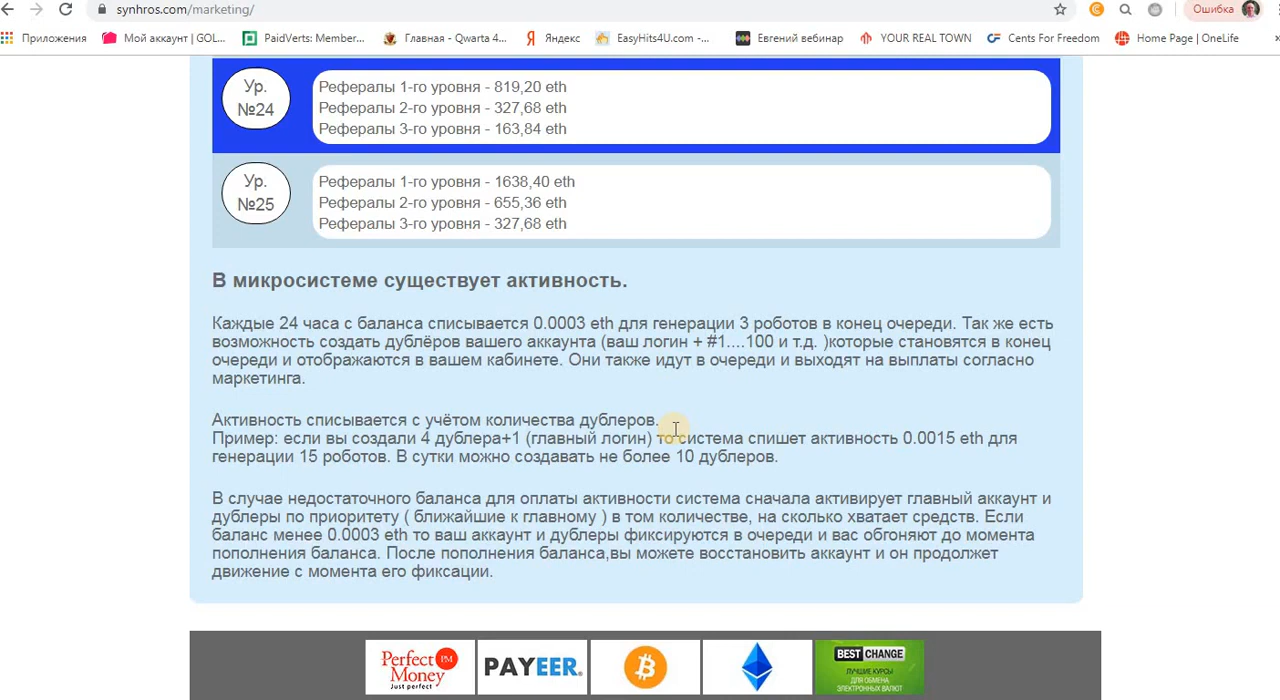 synhros.com/marketing/
Ошибка
Приложения
Мой аккаунт | GOL...
PaidVerts: Member...
Главная - Qwarta 4...
Яндекс
EasyHits4U.com -...
Евгений вебинар
YOUR REAL TOWN
Cents For Freedom
Home Page | OneLife
Ур.
№24
Рефералы 1-го уровня - 819,20 eth
Рефералы 2-го уровня - 327,68 eth
Рефералы 3-го уровня - 163,84 eth
Ур.
№25
Рефералы 1-го уровня - 1638,40 eth
Рефералы 2-го уровня - 655,36 eth
Рефералы 3-го уровня - 327,68 eth
В микросистеме существует активность.
Каждые 24 часа с баланса списывается 0.0003 eth для генерации 3 роботов в конец очереди. Так же есть
возможность создать дублёров вашего аккаунта (ваш логин + #1....100 и т.д. )которые становятся в конец
очереди и отображаются в вашем кабинете. Они также идут в очереди и выходят на выплаты согласно
маркетинга.
Активность списывается с учётом количества дублеров.
Пример: если вы создали 4 дублера+1 (главный логин) то система спишет активность 0.0015 eth для
генерации 15 роботов. В сутки можно создавать не более 10 дублеров.
В случае недостаточного баланса для оплаты активности система сначала активирует главный аккаунт и
дублеры по приоритету ( ближайшие к главному ) в том количестве, на сколько хватает средств. Если
баланс менее 0.0003 eth то ваш аккаунт и дублеры фиксируются в очереди и вас обгоняют до момента
пополнения баланса. После пополнения баланса,вы можете восстановить аккаунт и он продолжет
движение с момента его фиксации.
Perfect PM
Money
Just perfect
PAYEER
BEST CHANGE
ЛУЧШИЕ КУРСЫ
ДЛЯ ОБМЕНА
ЭЛЕКТРОННЫХ ВАЛЮТ